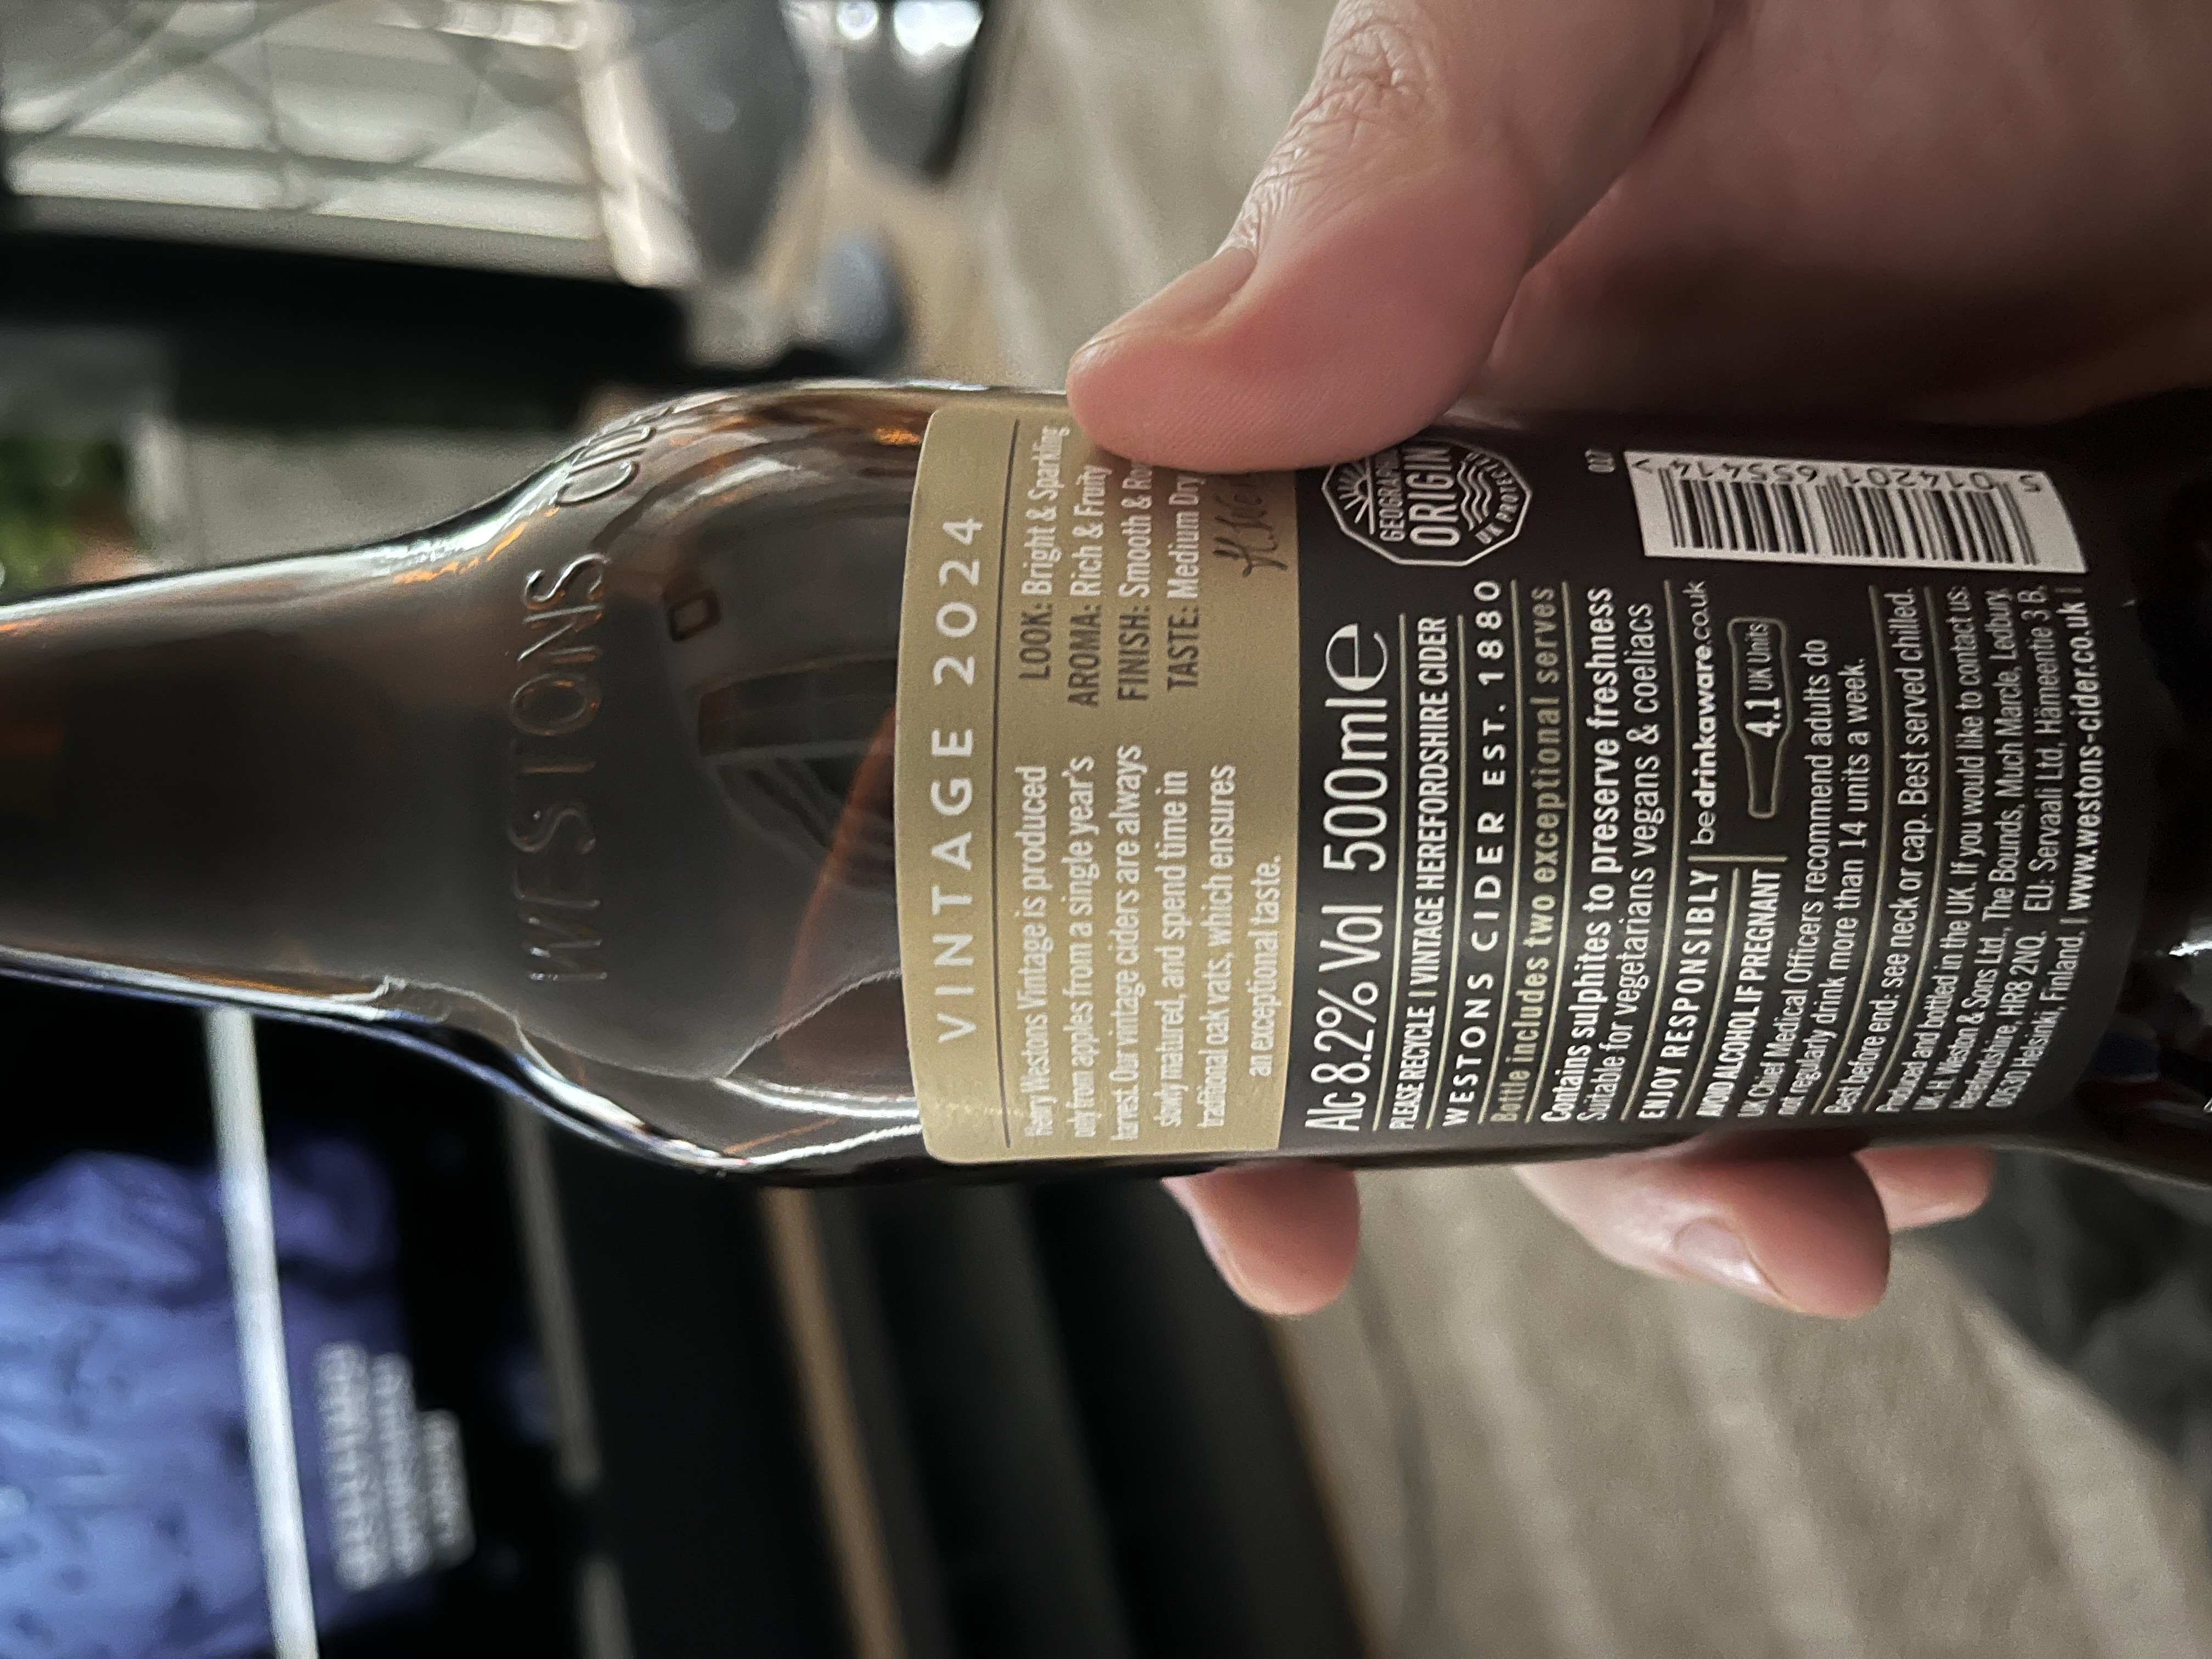 WESTONS
VINTAGE 2024
Henry Westons Vintage is produced
only from apples from a single year's
harvest. Our vintage ciders are always
slowly matured, and spend time in
traditional oak vats, which ensures
an exceptional taste.
LOOK: Bright & Sparkling
AROMA: Rich & Fruity
FINISH: Smooth &
TASTE: Medium Dry
Alc 8.2% Vol 500ml e
PLEASE RECYCLE | VINTAGE HEREFORDSHIRE CIDER
WESTONS CIDER EST. 1880
Bottle includes two exceptional serves
Contains sulphites to preserve freshness
Suitable for vegetarians vegans & coeliacs
ENJOY RESPONSIBLY be drinkaware.co.uk
AVOID ALCOHOL IF PREGNANT 4.1 UK Units
UK Chief Medical Officers recommend adults do
not regularly drink more than 14 units a week.
Best before end: see neck or cap. Best served chilled.
Produced and bottled in the UK. If you would like to contact us:
UK: H. Weston & Sons Ltd., The Bounds, Much Marcle, Ledbury,
Herefordshire, HR8 2NQ. EU: Servaali Ltd, Hämeentie 3 B,
00530 Helsinki, Finland. | www.westons-cider.co.uk |
ORIGIN
UK PROTECTED
07
5 014201 655414 >